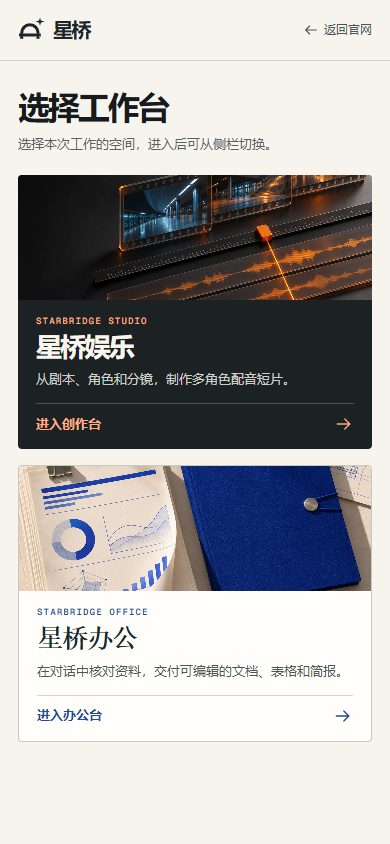 星桥
返回官网
选择工作台
选择本次工作的空间，进入后可从侧栏切换。
STARBRIDGE STUDIO
星桥娱乐
从剧本、角色和分镜，制作多角色配音短片。
进入创作台
STARBRIDGE OFFICE
星桥办公
在对话中核对资料，交付可编辑的文档、表格和简报。
进入办公台